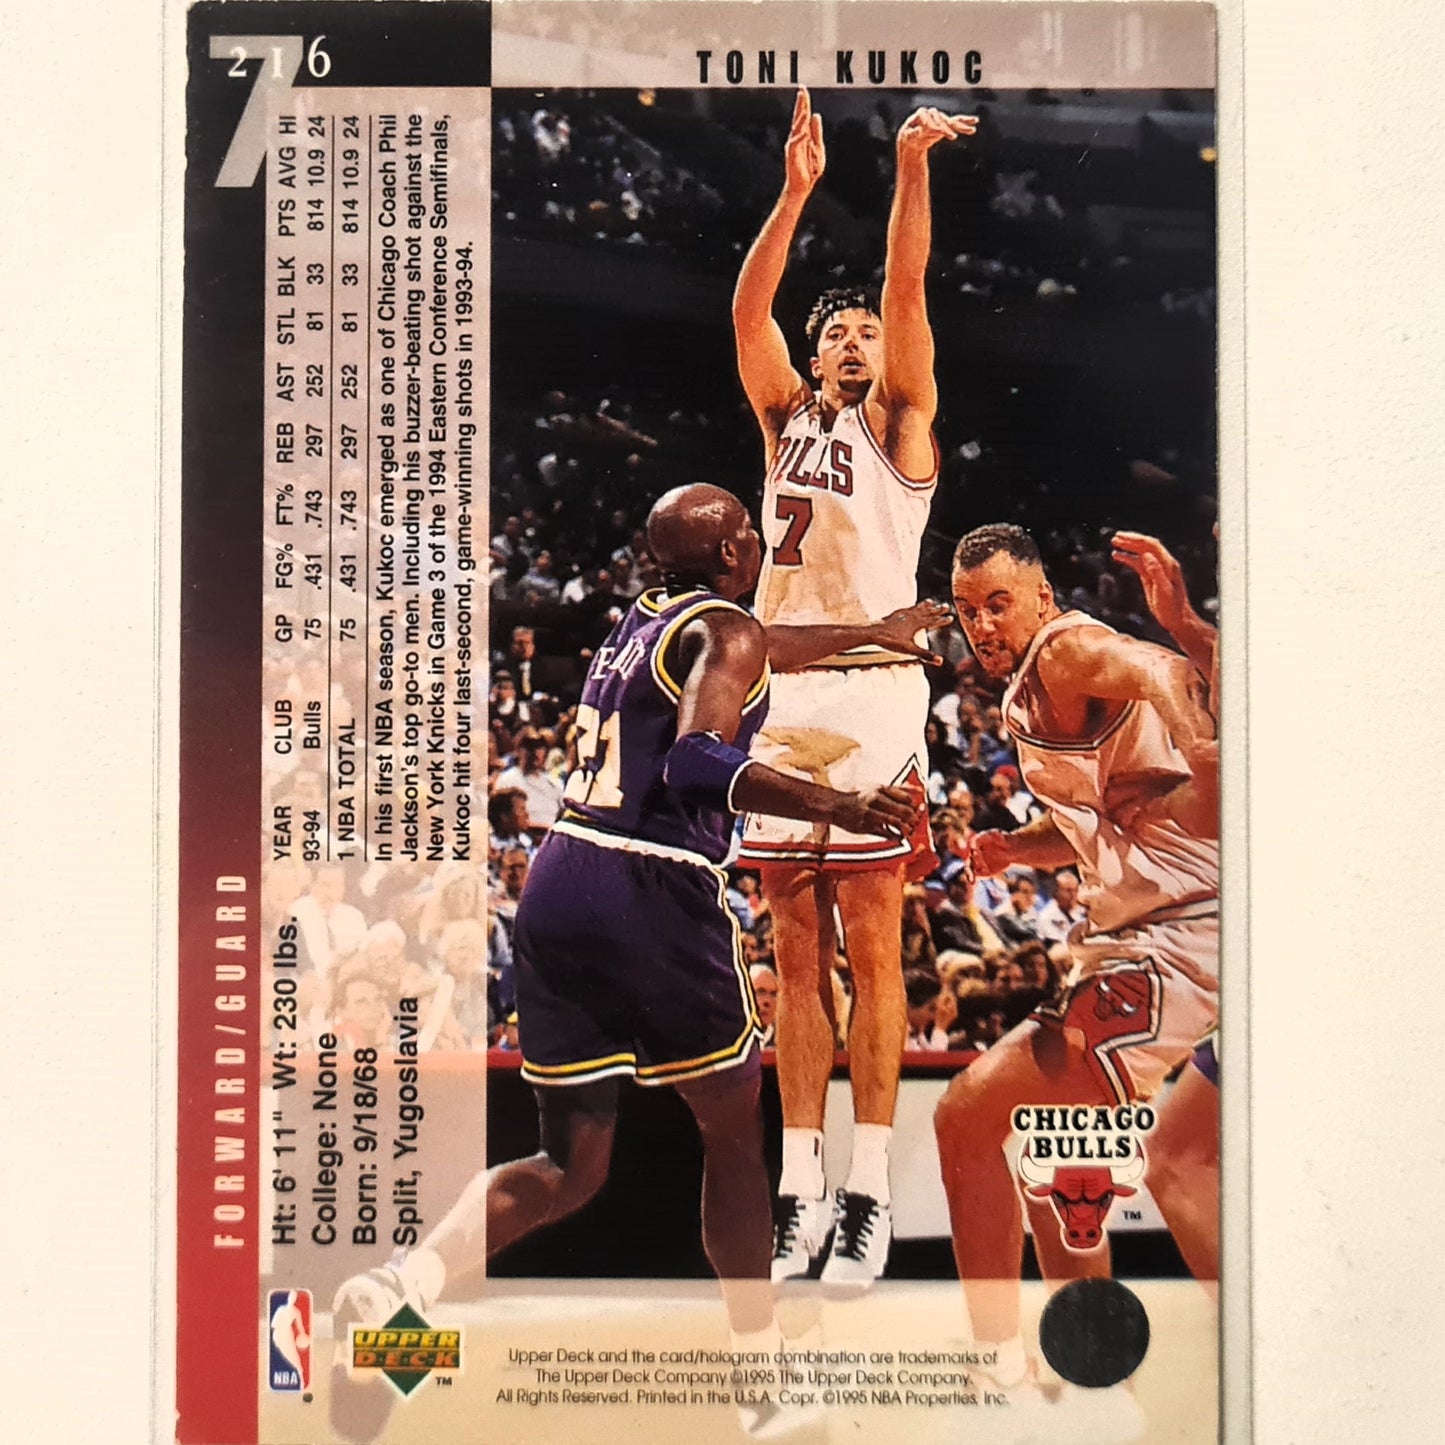 7
216
TONI KUKOC
FORWARD/GUARD
Ht: 6' 11" Wt: 230 lbs.
College: None
Born: 9/18/68
Split, Yugoslavia
YEAR CLUB GP FG% FT% REB AST STL BLK PTS AVG HI
93-94 Bulls 75 .431 .743 297 252 81 33 814 10.9 24
1 NBA TOTAL 75 .431 .743 297 252 81 33 814 10.9 24
In his first NBA season, Kukoc emerged as one of Chicago Coach Phil
Jackson's top go-to men. Including his buzzer-beating shot against the
New York Knicks in Game 3 of the 1994 Eastern Conference Semifinals,
Kukoc hit four last-second, game-winning shots in 1993-94.
BULLS
7
CHICAGO
BULLS
TM
NBA
®
UPPER
DECK
TM
Upper Deck and the card/hologram combination are trademarks of
The Upper Deck Company ©1995 The Upper Deck Company.
All Rights Reserved. Printed in the U.S.A. Copr. ©1995 NBA Properties, Inc.